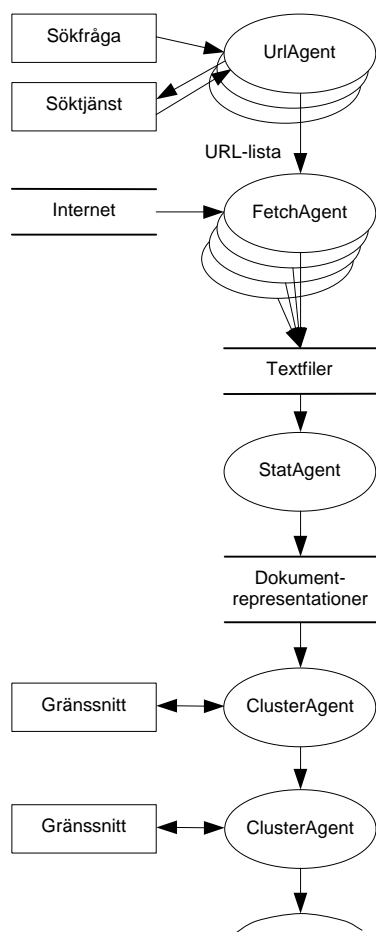 Sökfråga
UrlAgent
Söktjänst
URL-lista
Internet
FetchAgent
Textfiler
StatAgent
Dokument-
representationer
Gränssnitt
ClusterAgent
Gränssnitt
ClusterAgent